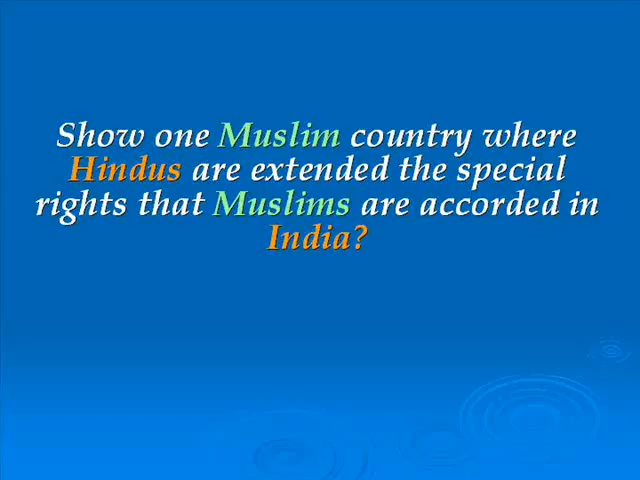 Show one Muslim country where
Hindus are extended the special
rights that Muslims are accorded in
India?